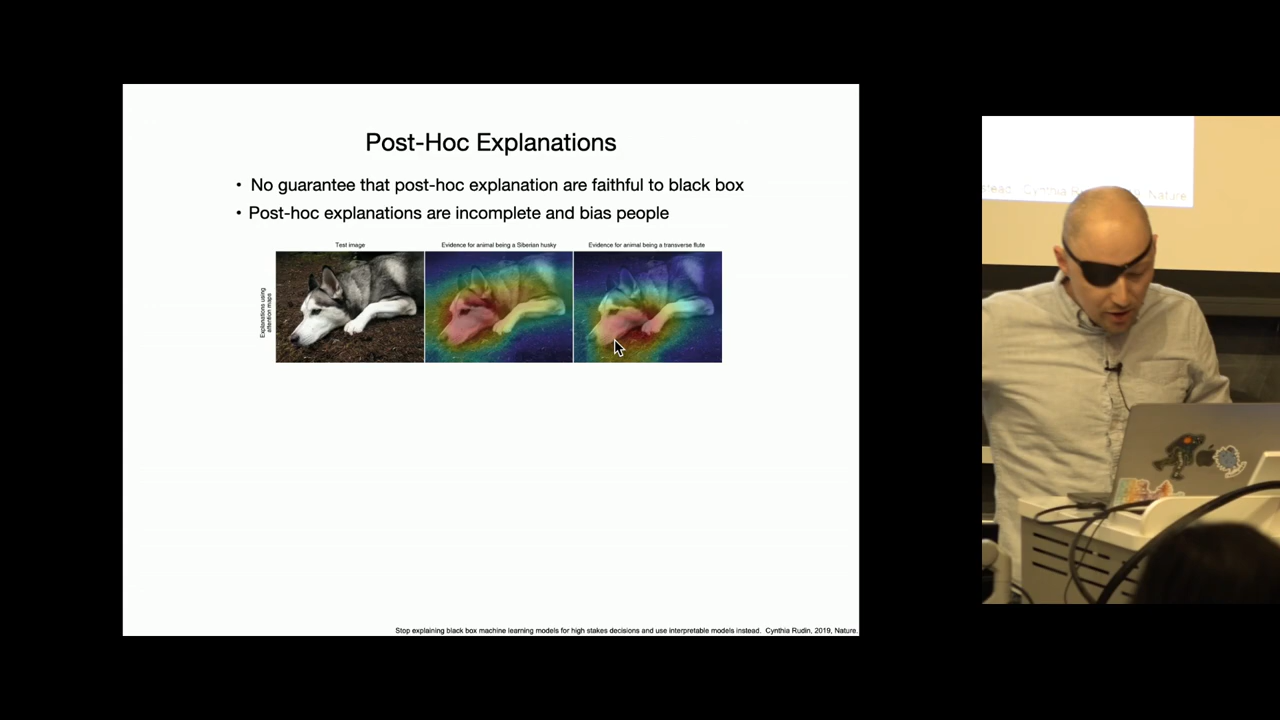 Post-Hoc Explanations
• No guarantee that post-hoc explanation are faithful to black box
• Post-hoc explanations are incomplete and bias people
Test image
Evidence for animal being a Siberian husky
Evidence for animal being a transverse flute
Explanations using
attention maps
Stop explaining black box machine learning models for high stakes decisions and use interpretable models instead. Cynthia Rudin, 2019, Nature.
stead Cynthia R Nature